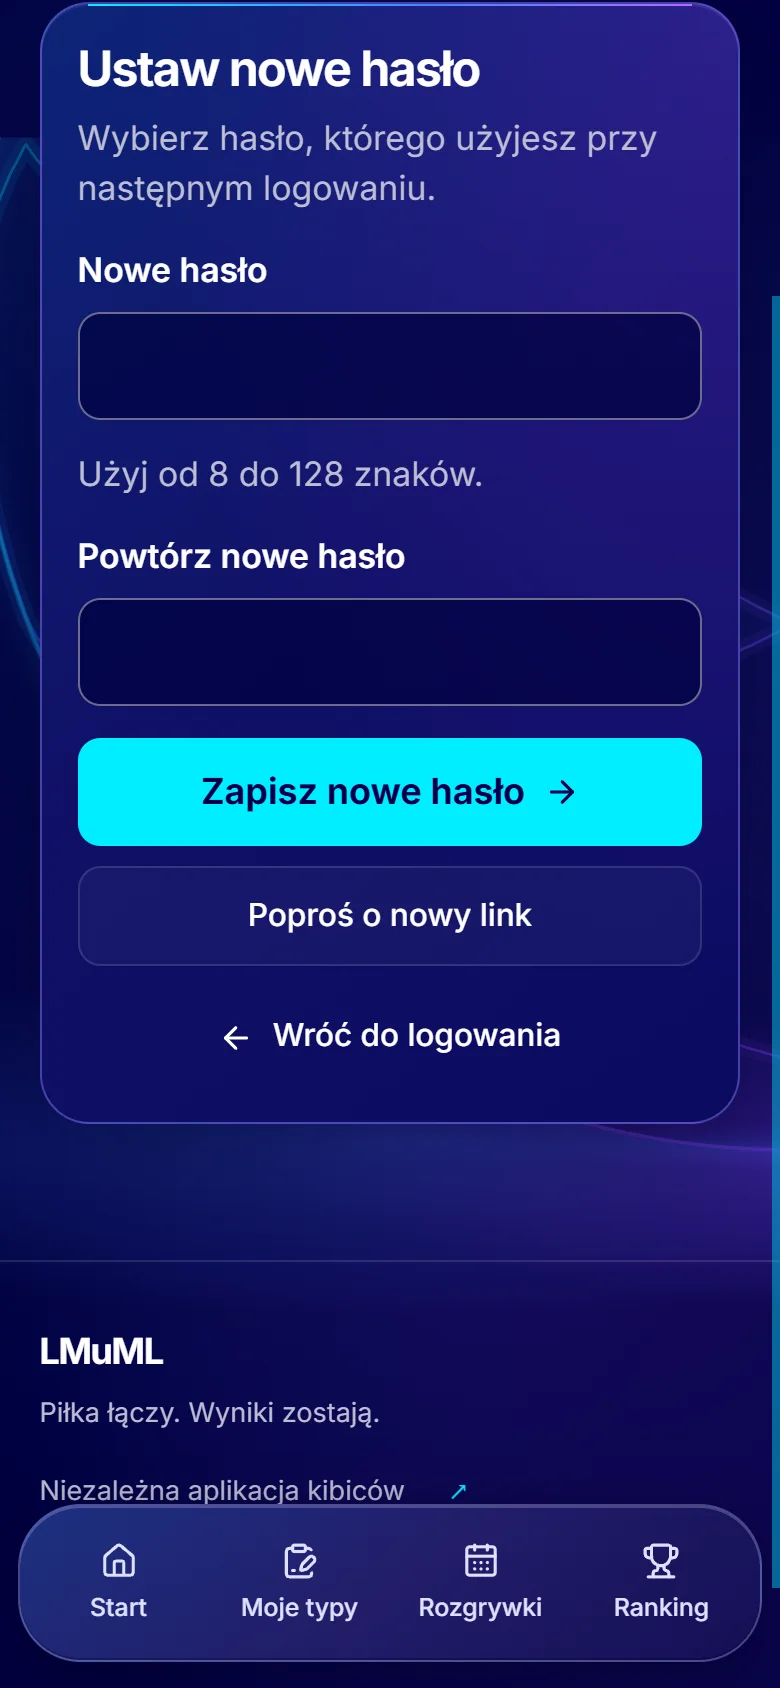 Ustaw nowe hasło
Wybierz hasło, którego użyjesz przy
następnym logowaniu.
Nowe hasło
Użyj od 8 do 128 znaków.
Powtórz nowe hasło
Zapisz nowe hasło →
Poproś o nowy link
← Wróć do logowania
LMuML
Piłka łączy. Wyniki zostają.
Niezależna aplikacja kibiców ↗
Start Moje typy Rozgrywki Ranking